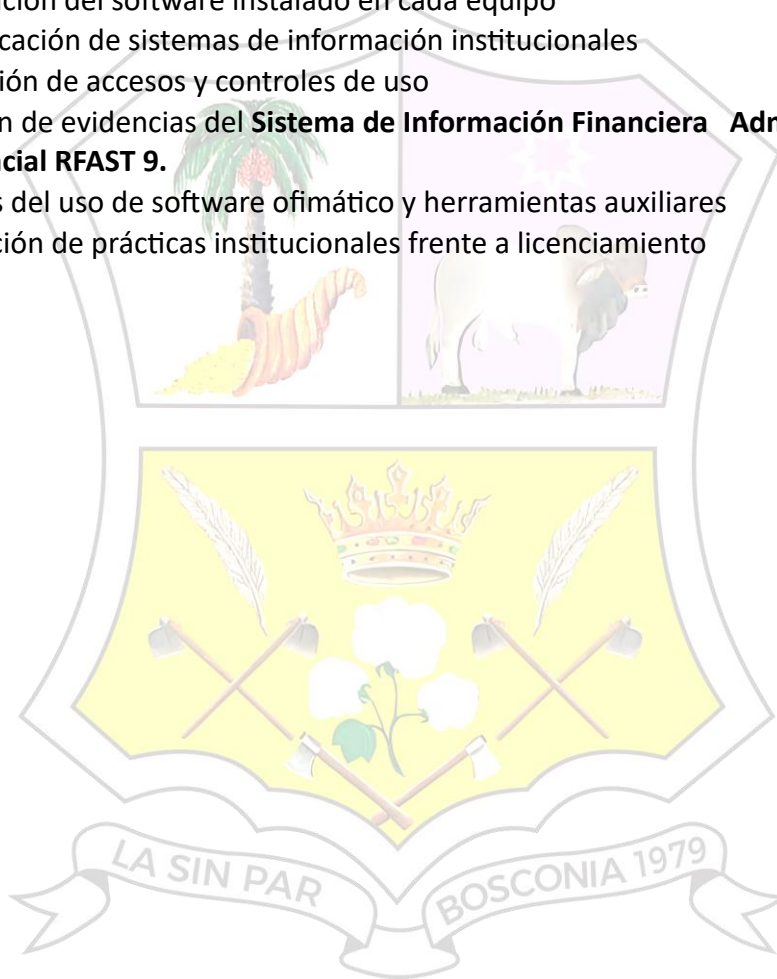 ción del software instalado en cada equipo
cación de sistemas de información institucionales
ión de accesos y controles de uso
n de evidencias del Sistema de Información Financiera Adm
cial RFAST 9.
s del uso de software ofimático y herramientas auxiliares
ción de prácticas institucionales frente a licenciamiento
LA SIN PAR
BOSCONIA 1979